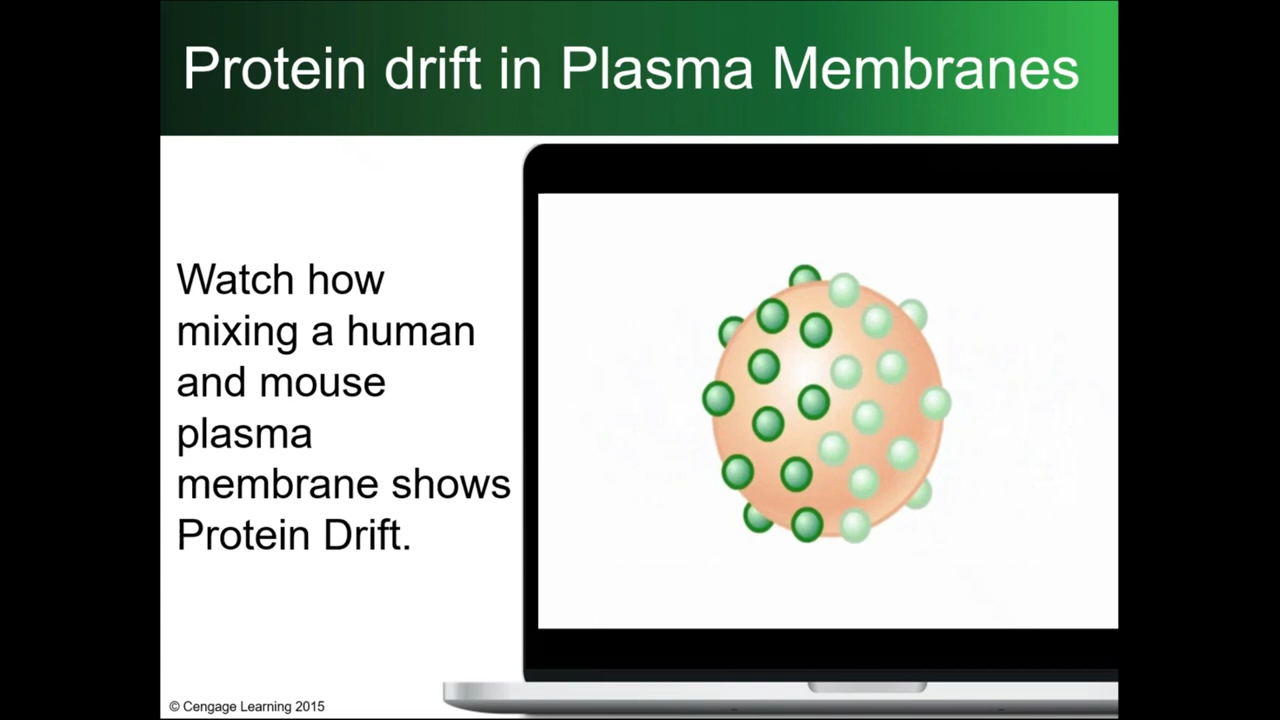 Protein drift in Plasma Membranes
Watch how
mixing a human
and mouse
plasma
membrane shows
Protein Drift.
© Cengage Learning 2015